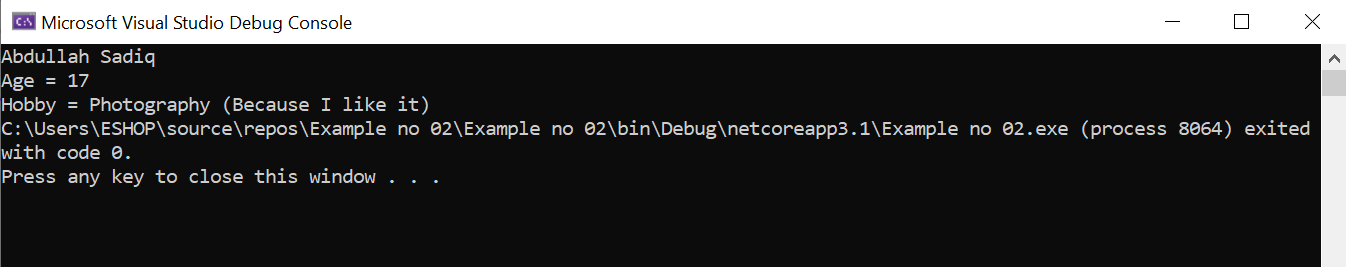 C:\ Microsoft Visual Studio Debug Console
Abdullah Sadiq
Age = 17
Hobby = Photography (Because I like it)
C:\Users\ESHOP\source\repos\Example no 02\Example no 02\bin\Debug\netcoreapp3.1\Example no 02.exe (process 8064) exited
with code 0.
Press any key to close this window . . .